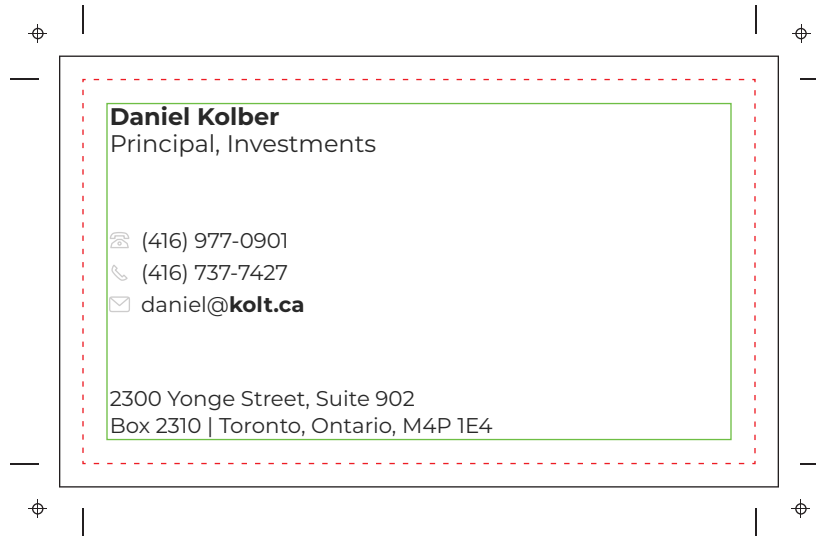 Daniel Kolber
Principal, Investments
(416) 977-0901
(416) 737-7427
daniel@kolt.ca
2300 Yonge Street, Suite 902
Box 2310 | Toronto, Ontario, M4P 1E4